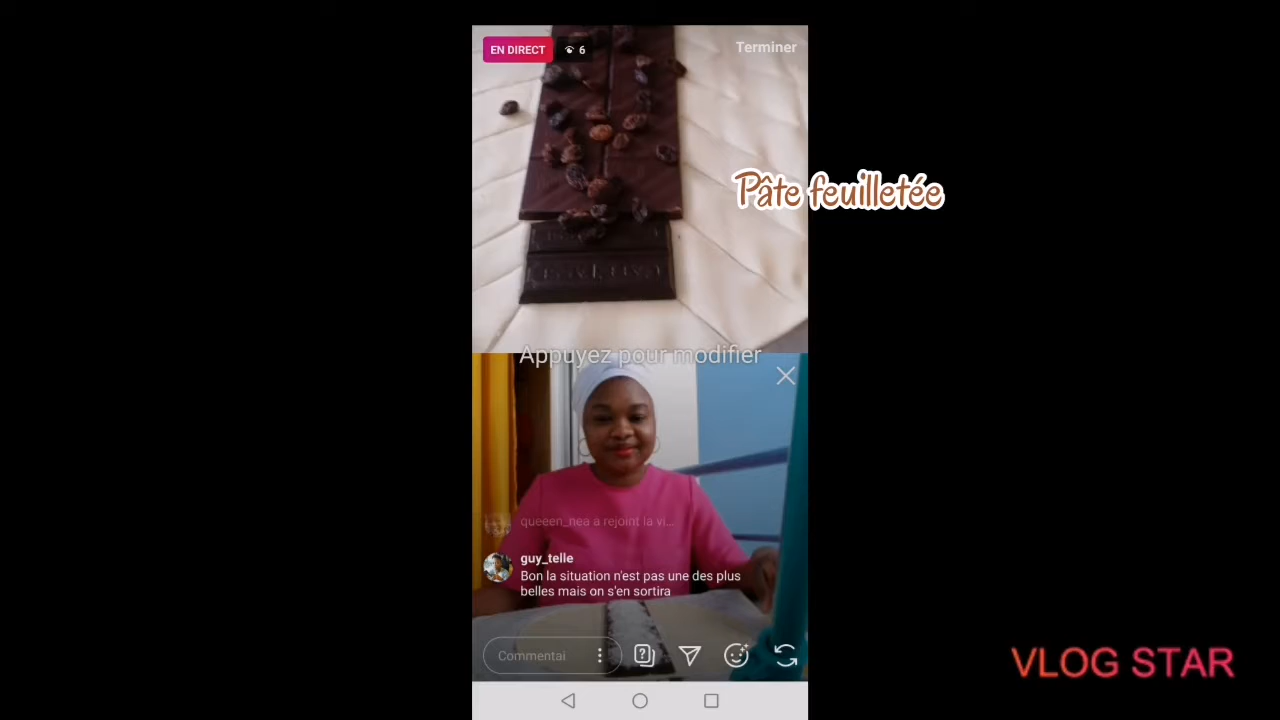 EN DIRECT
6
Terminer
Pâte feuilletée
Appuyez pour modifier
queeen_nea a rejoint la vi...
guy_telle
Bon la situation n'est pas une des plus
belles mais on s'en sortira
Commentai
VLOG STAR